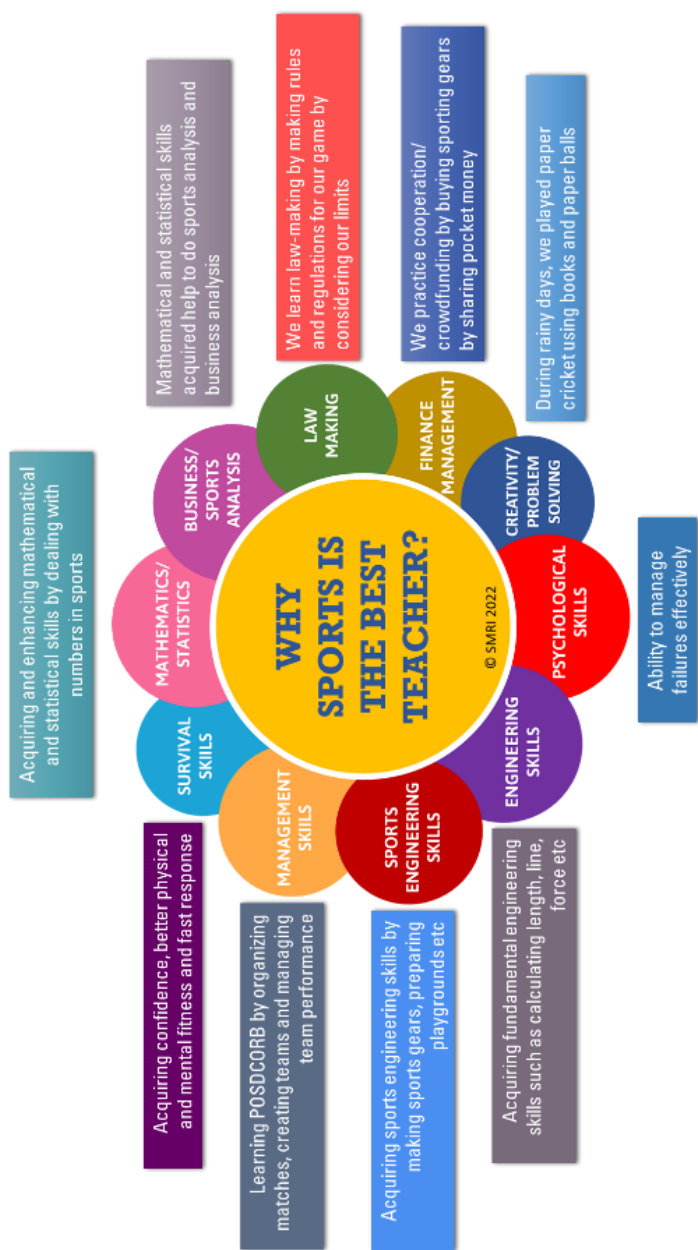 WHY
SPORTS IS
THE BEST
TEACHER?
© SMRI 2022
MATHEMATICS/
STATISTICS
Acquiring and enhancing mathematical
and statistical skills by dealing with
numbers in sports
BUSINESS/
SPORTS
ANALYSIS
Mathematical and statistical skills
acquired help to do sports analysis and
business analysis
LAW
MAKING
We learn law-making by making rules
and regulations for our game by
considering our limits
FINANCE
MANAGEMENT
We practice cooperation/
crowdfunding by buying sporting gears
by sharing pocket money
CREATIVITY/
PROBLEM
SOLVING
During rainy days, we played paper
cricket using books and paper balls
PSYCHOLOGICAL
SKILLS
Ability to manage
failures effectively
ENGINEERING
SKILLS
Acquiring fundamental engineering
skills such as calculating length, line,
force etc
SPORTS
ENGINEERING
SKILLS
Acquiring sports engineering skills by
making sports gears, preparing
playgrounds etc
MANAGEMENT
SKIILS
Learning POSDCORB by organizing
matches, creating teams and managing
team performance
SURVIVAL
SKIILS
Acquiring confidence, better physical
and mental fitness and fast response